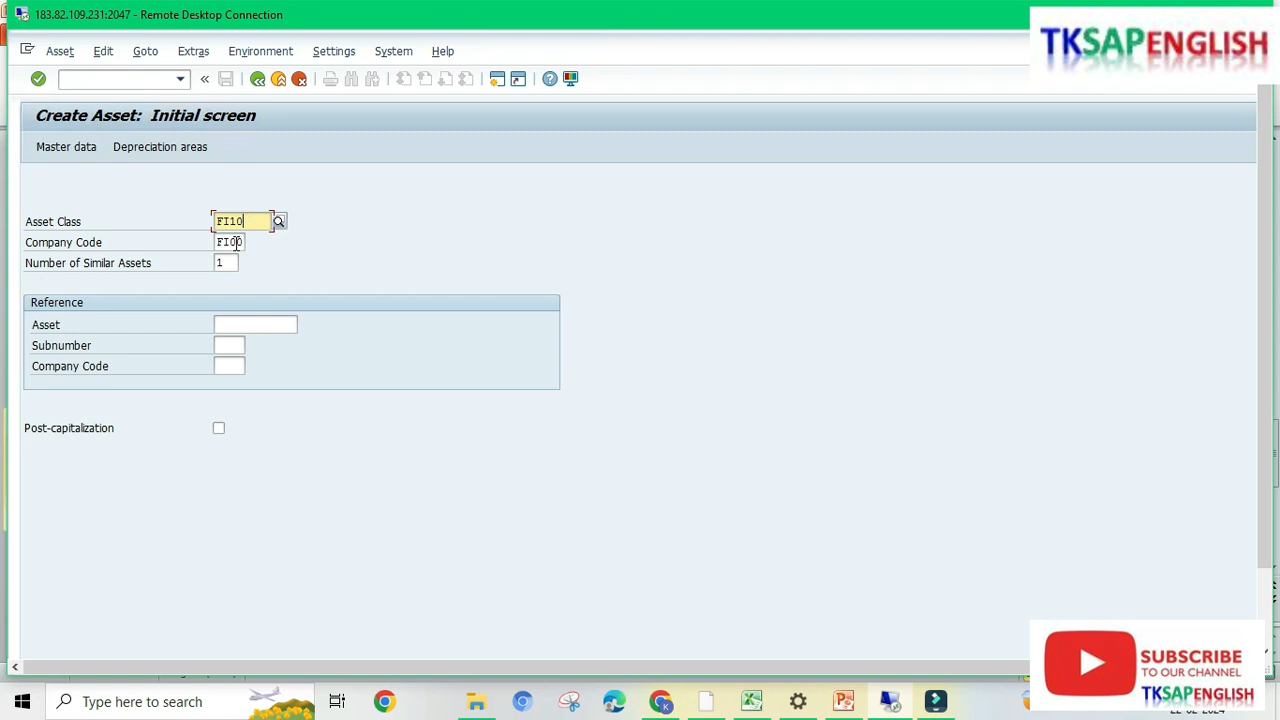 183.82.109.231:2047 - Remote Desktop Connection
TKSAPENGLISH
Asset Edit Goto Extras Environment Settings System Help
Create Asset: Initial screen
Master data Depreciation areas
Asset Class FI10
Company Code FI00
Number of Similar Assets 1
Reference
Asset
Subnumber
Company Code
Post-capitalization
SUBSCRIBE
TO OUR CHANNEL
TKSAPENGLISH
Type here to search